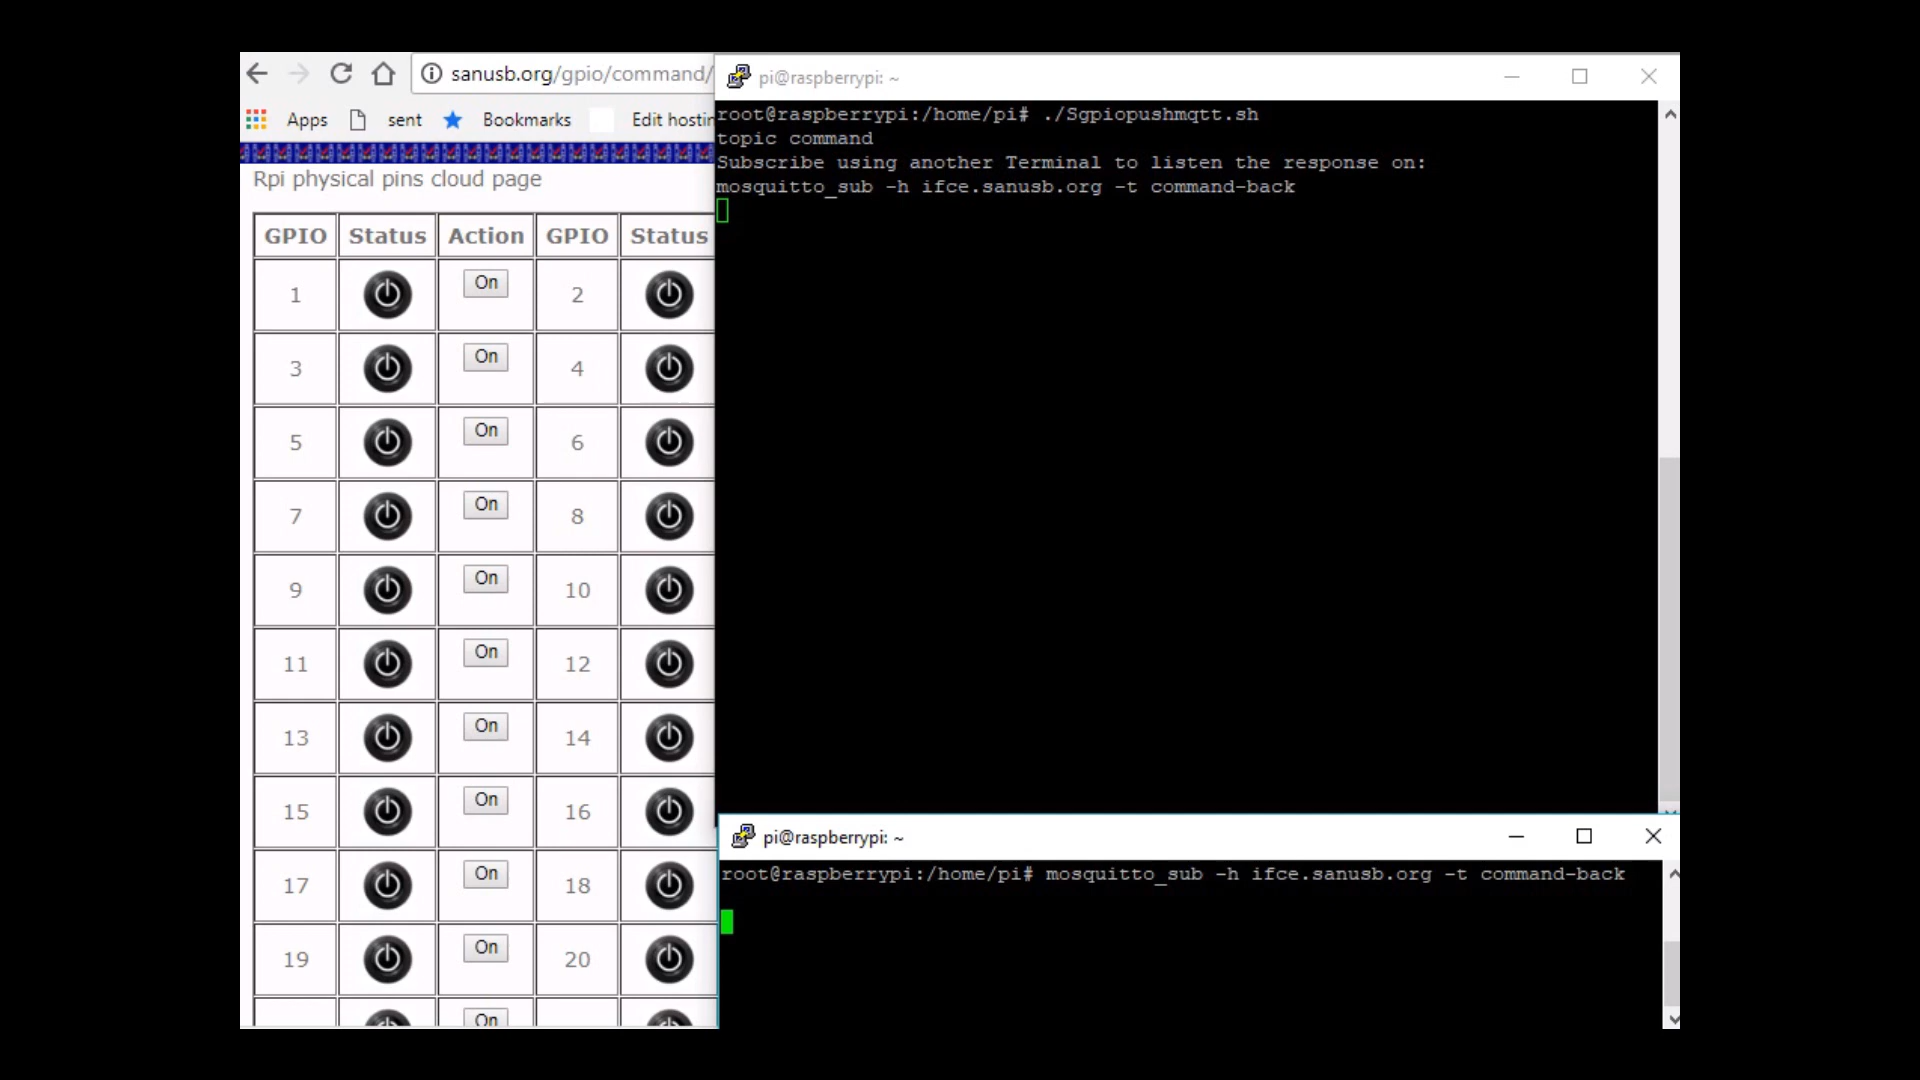 sanusb.org/gpio/command/
Apps sent Bookmarks Edit hostin
Rpi physical pins cloud page
GPIO Status Action GPIO Status
1 On 2
3 On 4
5 On 6
7 On 8
9 On 10
11 On 12
13 On 14
15 On 16
17 On 18
19 On 20
On
pi@raspberrypi: ~
root@raspberrypi:/home/pi# ./Sgpiopushmqtt.sh
topic command
Subscribe using another Terminal to listen the response on:
mosquitto_sub -h ifce.sanusb.org -t command-back
pi@raspberrypi: ~
root@raspberrypi:/home/pi# mosquitto_sub -h ifce.sanusb.org -t command-back